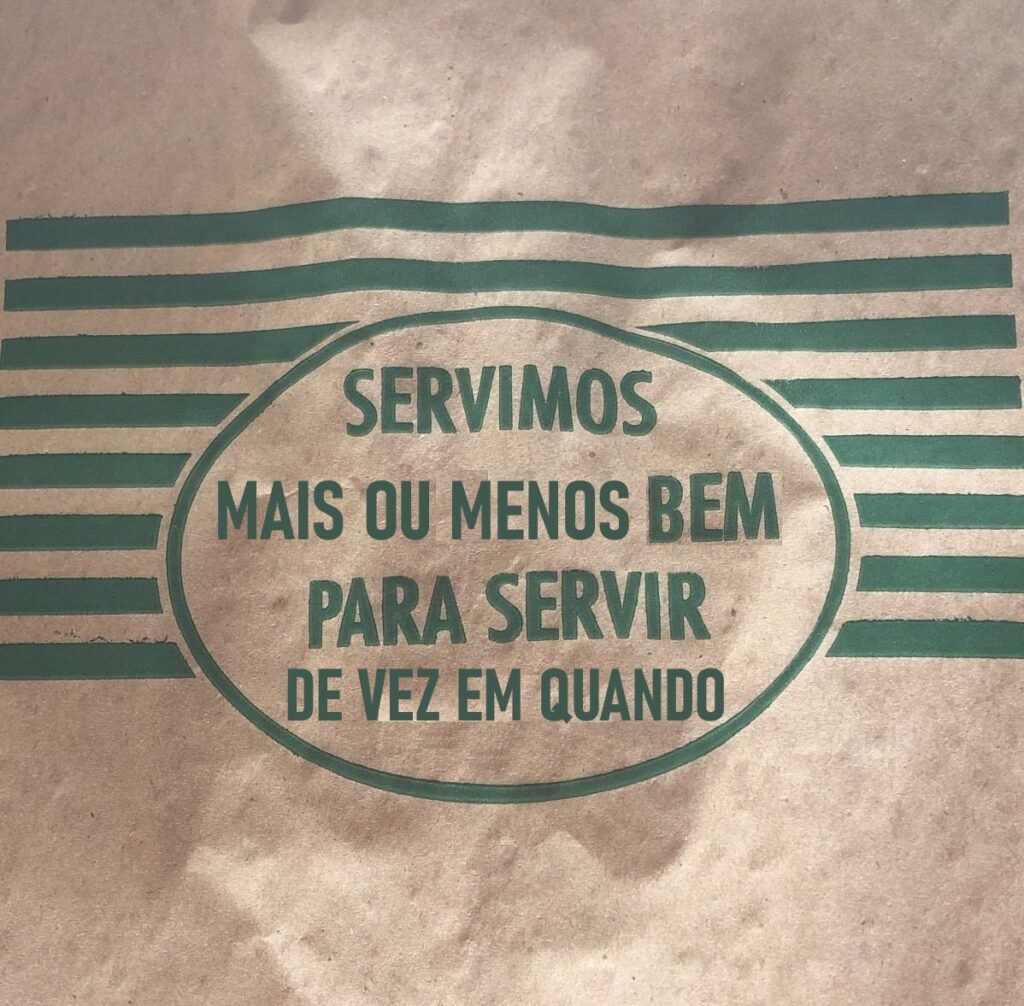 SERVIMOS
MAIS OU MENOS BEM
PARA SERVIR
DE VEZ EM QUANDO